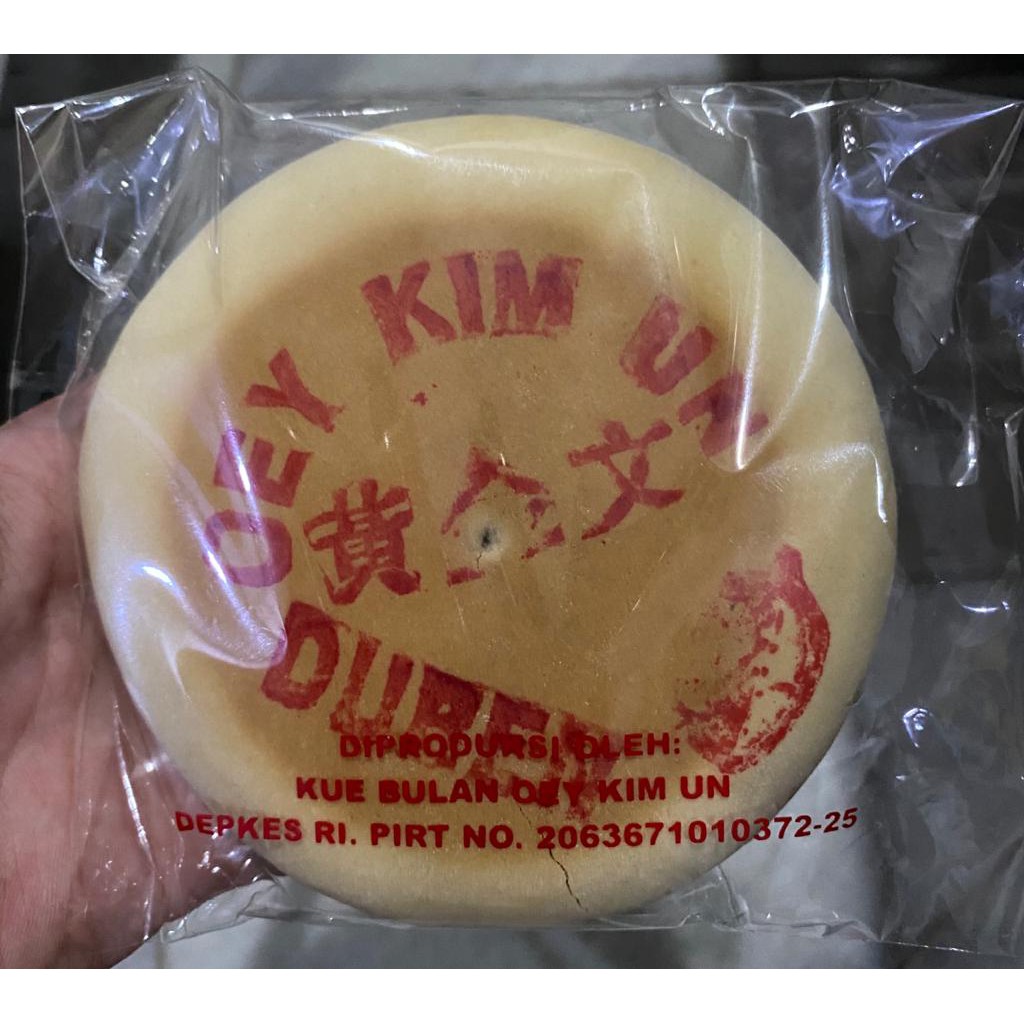 OEY KIM UN
黃金文
DUREN
DIPRODUKSI OLEH:
KUE BULAN OEY KIM UN
DEPKES RI. PIRT NO. 2063671010372-25